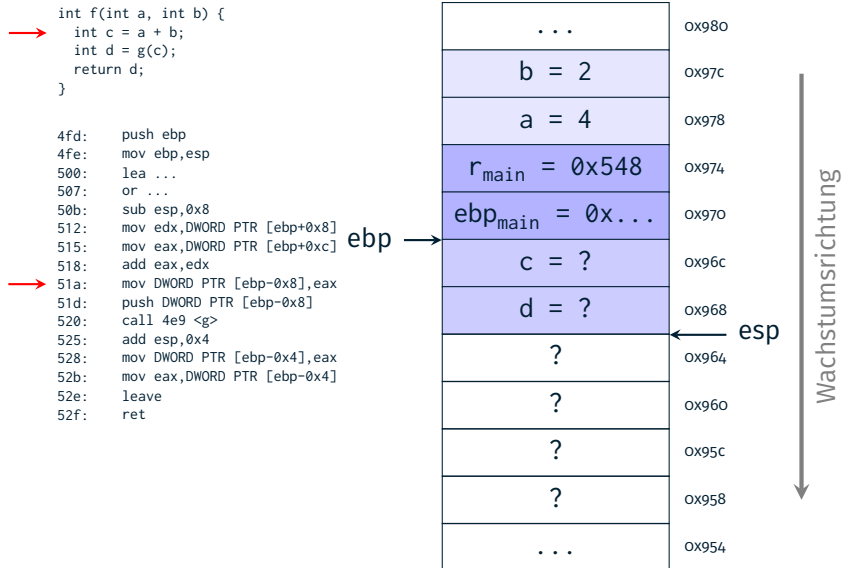 int f(int a, int b) {
int c = a + b;
int d = g(c);
return d;
}
4fd: push ebp
4fe: mov ebp,esp
500: lea ...
507: or ...
50b: sub esp,0x8
512: mov edx,DWORD PTR [ebp+0x8]
515: mov eax,DWORD PTR [ebp+0xc]
518: add eax,edx
51a: mov DWORD PTR [ebp-0x8],eax
51d: push DWORD PTR [ebp-0x8]
520: call 4e9 <g>
525: add esp,0x4
528: mov DWORD PTR [ebp-0x4],eax
52b: mov eax,DWORD PTR [ebp-0x4]
52e: leave
52f: ret
ebp
... 0x980
b = 2 0x97c
a = 4 0x978
r_main = 0x548 0x974
ebp_main = 0x... 0x970
c = ? 0x96c
d = ? 0x968
esp
? 0x964
? 0x960
? 0x95c
? 0x958
... 0x954
Wachstumsrichtung